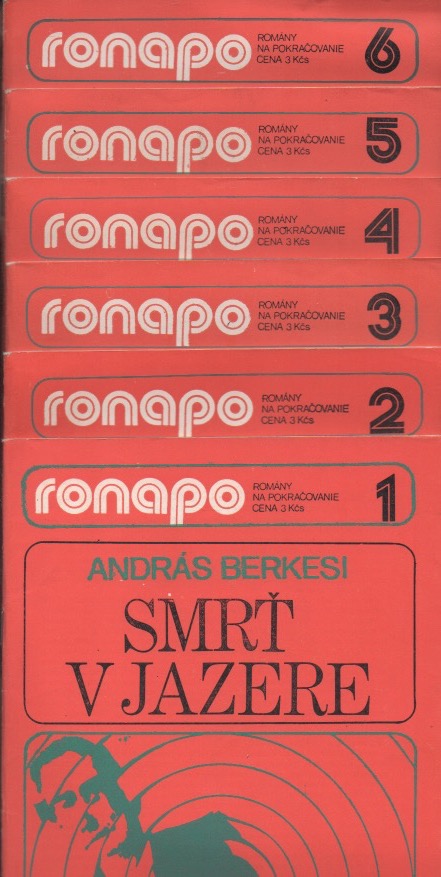 ronapo
ROMÁNY
NA POKRAČOVANIE
CENA 3 Kčs
6
ronapo
ROMÁNY
NA POKRAČOVANIE
CENA 3 Kčs
5
ronapo
ROMÁNY
NA POKRAČOVANIE
CENA 3 Kčs
4
ronapo
ROMÁNY
NA POKRAČOVANIE
CENA 3 Kčs
3
ronapo
ROMÁNY
NA POKRAČOVANIE
CENA 3 Kčs
2
ronapo
ROMÁNY
NA POKRAČOVANIE
CENA 3 Kčs
1
ANDRÁS BERKESI
SMRŤ
V JAZERE